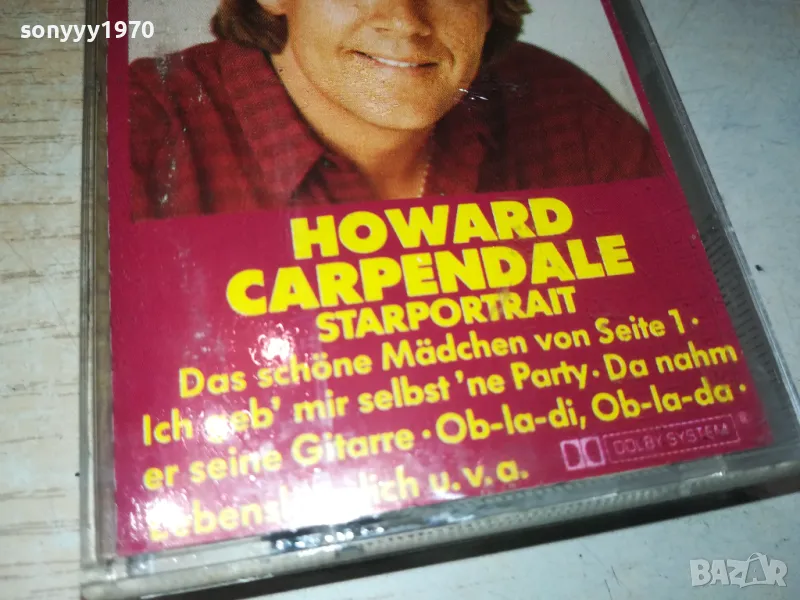 sonyyy1970
HOWARD
CARPENDALE
STARPORTRAIT
Das schöne Mädchen von Seite 1 ·
Ich geb' mir selbst 'ne Party · Da nahm
er seine Gitarre · Ob-la-di, Ob-la-da ·
u.v.a.
DOLBY SYSTEM®
BAZAR